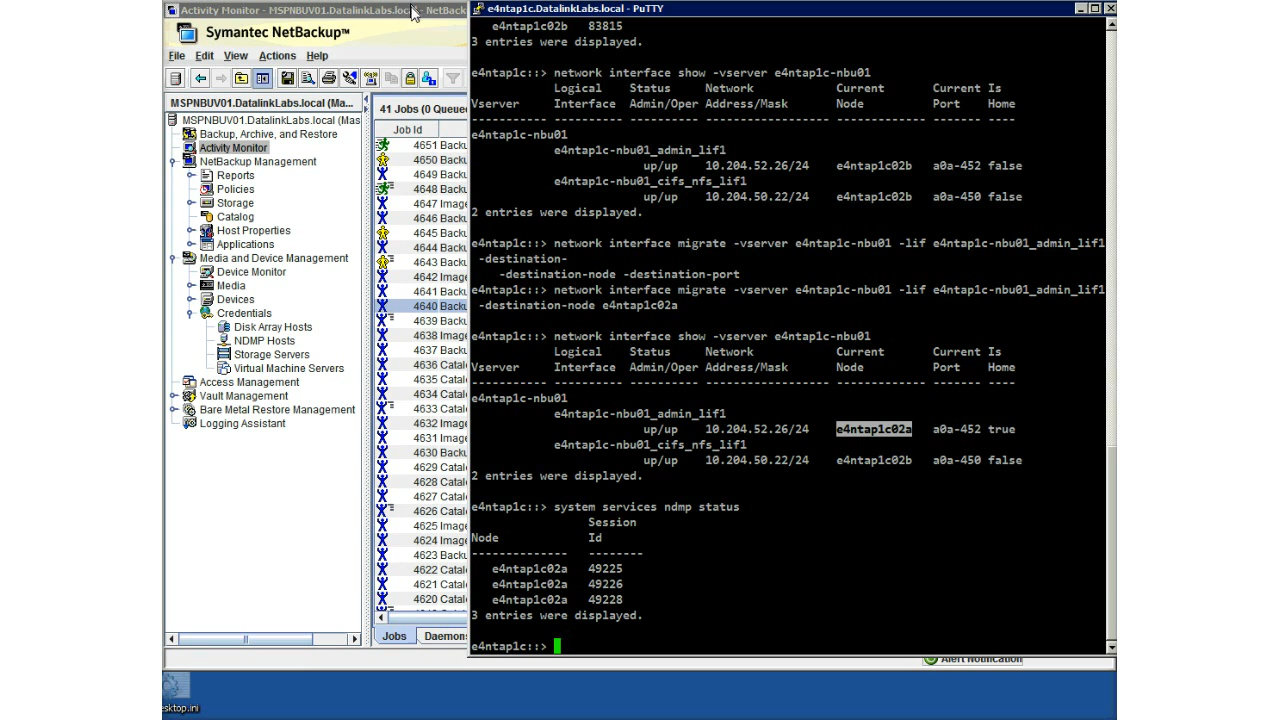 Activity Monitor - MSPNBUV01.DatalinkLabs.local - NetBack
Symantec NetBackup™
File Edit View Actions Help
MSPNBUV01.DatalinkLabs.local (Ma...
MSPNBUV01.DatalinkLabs.local (Mas
Backup, Archive, and Restore
Activity Monitor
NetBackup Management
Reports
Policies
Storage
Catalog
Host Properties
Applications
Media and Device Management
Device Monitor
Media
Devices
Credentials
Disk Array Hosts
NDMP Hosts
Storage Servers
Virtual Machine Servers
Access Management
Vault Management
Bare Metal Restore Management
Logging Assistant
41 Jobs (0 Queue
Job Id
4651 Backu
4650 Backu
4649 Backu
4648 Backu
4647 Image
4646 Backu
4645 Backu
4644 Backu
4643 Backu
4642 Image
4641 Backu
4640 Backu
4639 Backu
4638 Image
4637 Backu
4636 Catal
4635 Catal
4634 Catal
4633 Catal
4632 Image
4631 Image
4630 Backu
4629 Catal
4628 Catal
4627 Catal
4626 Catal
4625 Image
4624 Image
4623 Backu
4622 Catal
4621 Catal
4620 Catal
Jobs Daemon
e4ntap1c.DatalinkLabs.local - PuTTY
e4ntap1c02b 83815
3 entries were displayed.
e4ntap1c::> network interface show -vserver e4ntap1c-nbu01
Logical Status Network Current Current Is
Vserver Interface Admin/Oper Address/Mask Node Port Home
----------- ---------- ---------- ------------------ ------------- ------- ----
e4ntap1c-nbu01
e4ntap1c-nbu01_admin_lif1
up/up 10.204.52.26/24 e4ntap1c02b a0a-452 false
e4ntap1c-nbu01_cifs_nfs_lif1
up/up 10.204.50.22/24 e4ntap1c02b a0a-450 false
2 entries were displayed.
e4ntap1c::> network interface migrate -vserver e4ntap1c-nbu01 -lif e4ntap1c-nbu01_admin_lif1
-destination-
-destination-node -destination-port
e4ntap1c::> network interface migrate -vserver e4ntap1c-nbu01 -lif e4ntap1c-nbu01_admin_lif1
-destination-node e4ntap1c02a
e4ntap1c::> network interface show -vserver e4ntap1c-nbu01
Logical Status Network Current Current Is
Vserver Interface Admin/Oper Address/Mask Node Port Home
----------- ---------- ---------- ------------------ ------------- ------- ----
e4ntap1c-nbu01
e4ntap1c-nbu01_admin_lif1
up/up 10.204.52.26/24 e4ntap1c02a a0a-452 true
e4ntap1c-nbu01_cifs_nfs_lif1
up/up 10.204.50.22/24 e4ntap1c02b a0a-450 false
2 entries were displayed.
e4ntap1c::> system services ndmp status
Session
Node Id
-------------- --------
e4ntap1c02a 49225
e4ntap1c02a 49226
e4ntap1c02a 49228
3 entries were displayed.
e4ntap1c::>
Alert Notification
esktop.ini